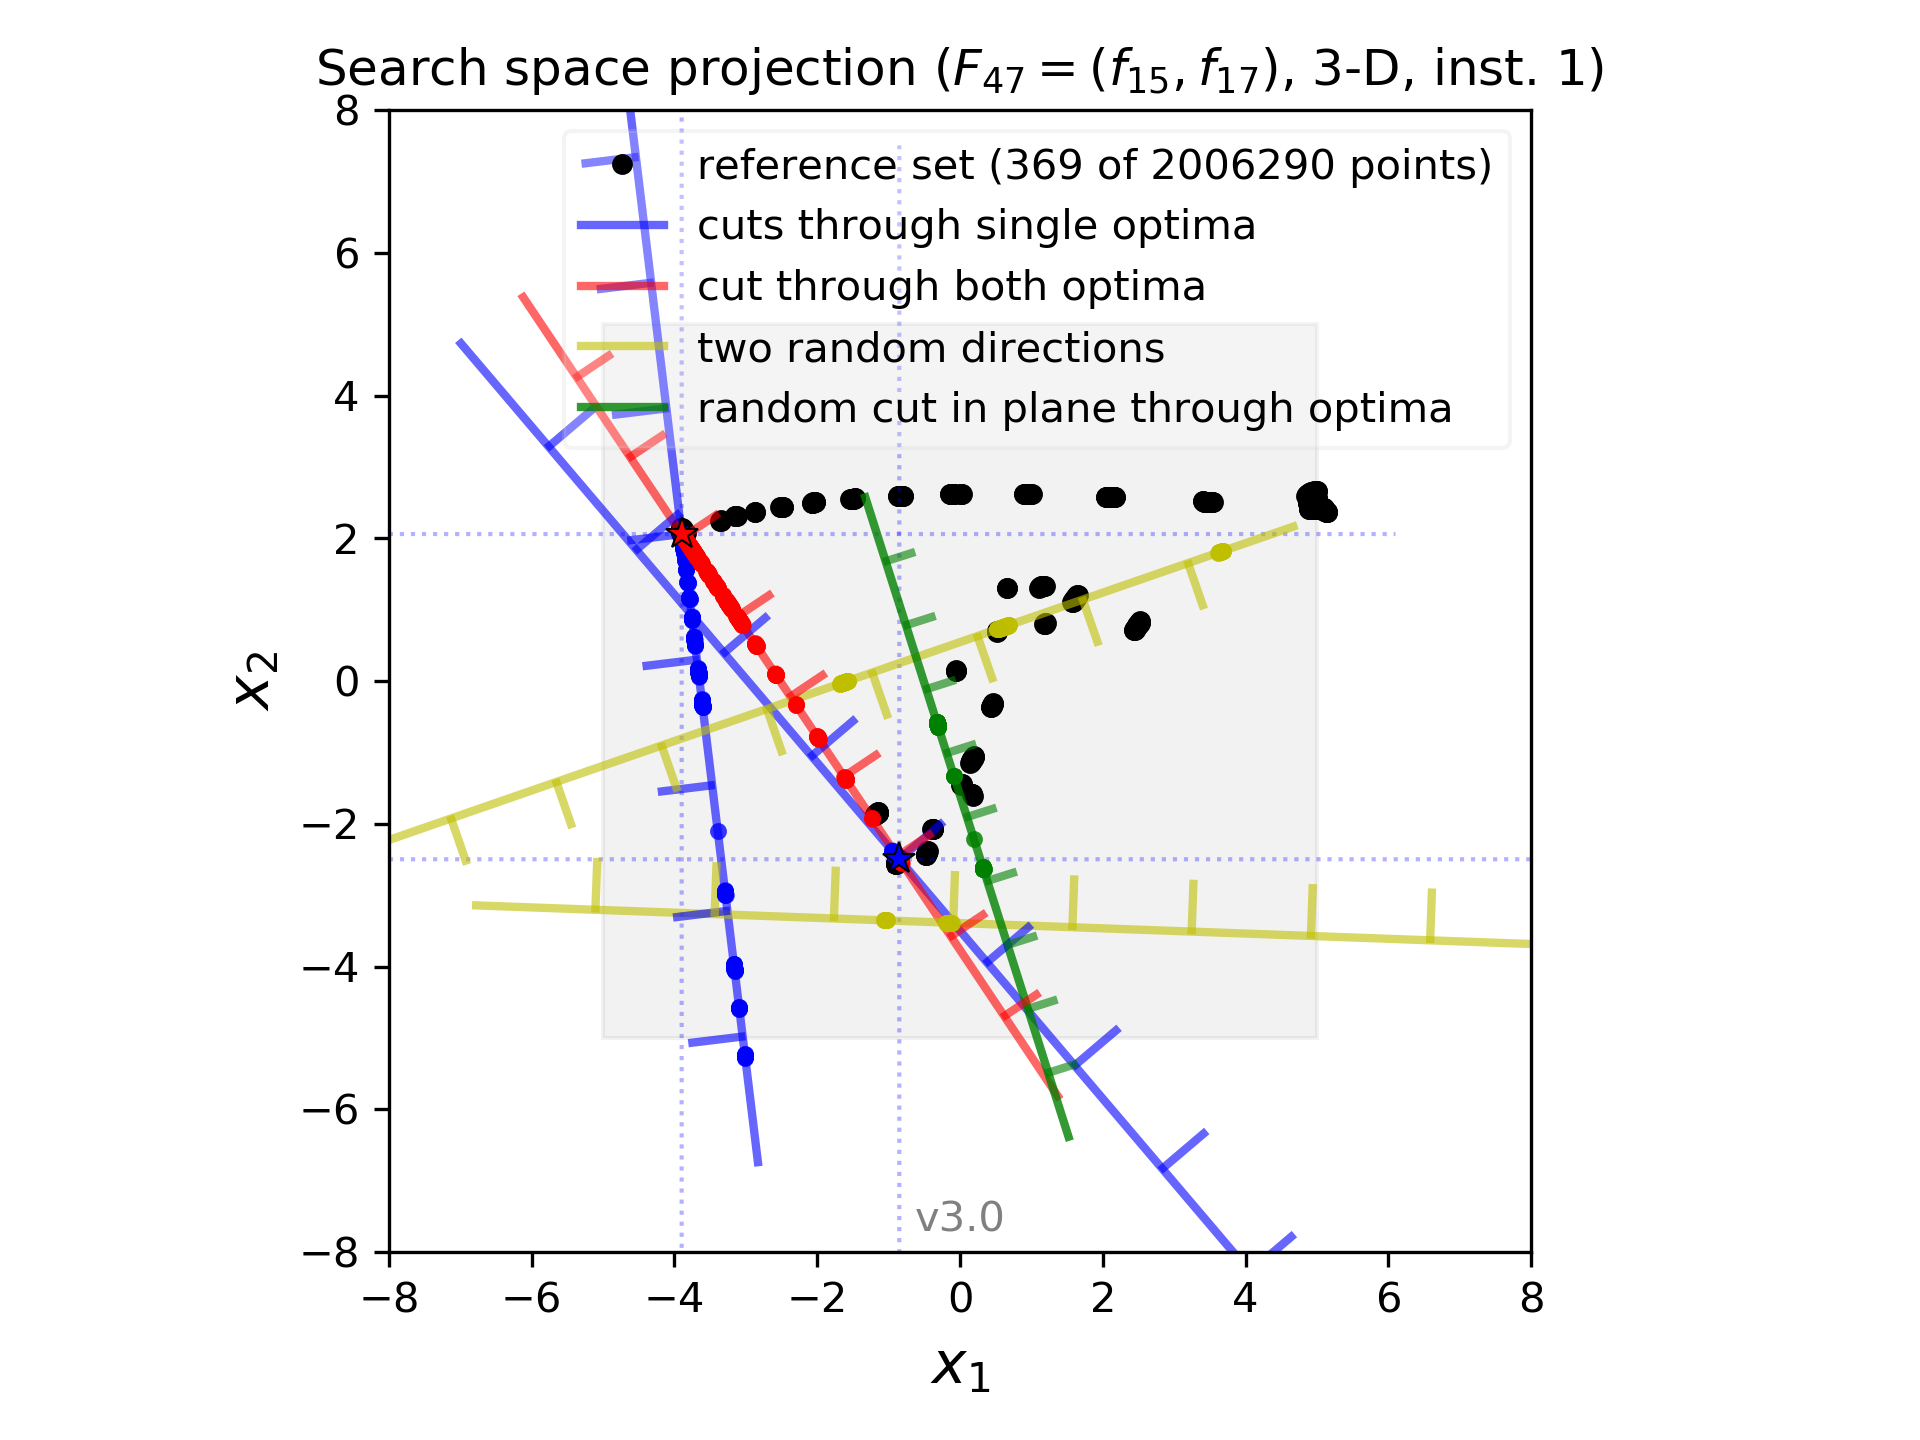 Search space projection (F47 = (f15, f17), 3-D, inst. 1)
reference set (369 of 2006290 points)
cuts through single optima
cut through both optima
two random directions
random cut in plane through optima
8
6
4
2
0
−2
−4
−6
−8
x2
v3.0
−8 −6 −4 −2 0 2 4 6 8
x1